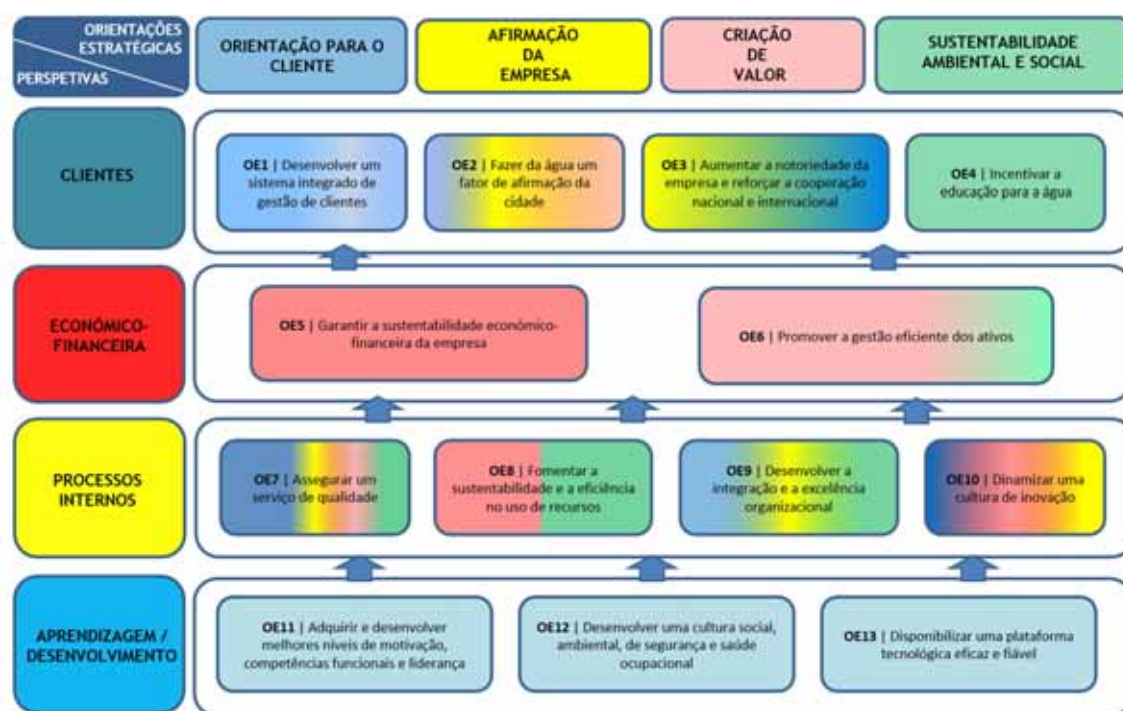 ORIENTAÇÕES
ESTRATÉGICAS
PERSPETIVAS
ORIENTAÇÃO PARA O
CLIENTE
AFIRMAÇÃO
DA
EMPRESA
CRIAÇÃO
DE
VALOR
SUSTENTABILIDADE
AMBIENTAL E SOCIAL
CLIENTES
OE1 | Desenvolver um
sistema integrado de
gestão de clientes
OE2 | Fazer da água um
fator de afirmação da
cidade
OE3 | Aumentar a notoriedade da
empresa e reforçar a cooperação
nacional e internacional
OE4 | Incentivar a
educação para a água
ECONÓMICO-
FINANCEIRA
OE5 | Garantir a sustentabilidade económico-
financeira da empresa
OE6 | Promover a gestão eficiente dos ativos
PROCESSOS
INTERNOS
OE7 | Assegurar um
serviço de qualidade
OE8 | Fomentar a
sustentabilidade e a eficiência
no uso de recursos
OE9 | Desenvolver a
integração e a excelência
organizacional
OE10 | Dinamizar uma
cultura de inovação
APRENDIZAGEM /
DESENVOLVIMENTO
OE11 | Adquirir e desenvolver
melhores níveis de motivação,
competências funcionais e liderança
OE12 | Desenvolver uma cultura social,
ambiental, de segurança e saúde
ocupacional
OE13 | Disponibilizar uma plataforma
tecnológica eficaz e fiável